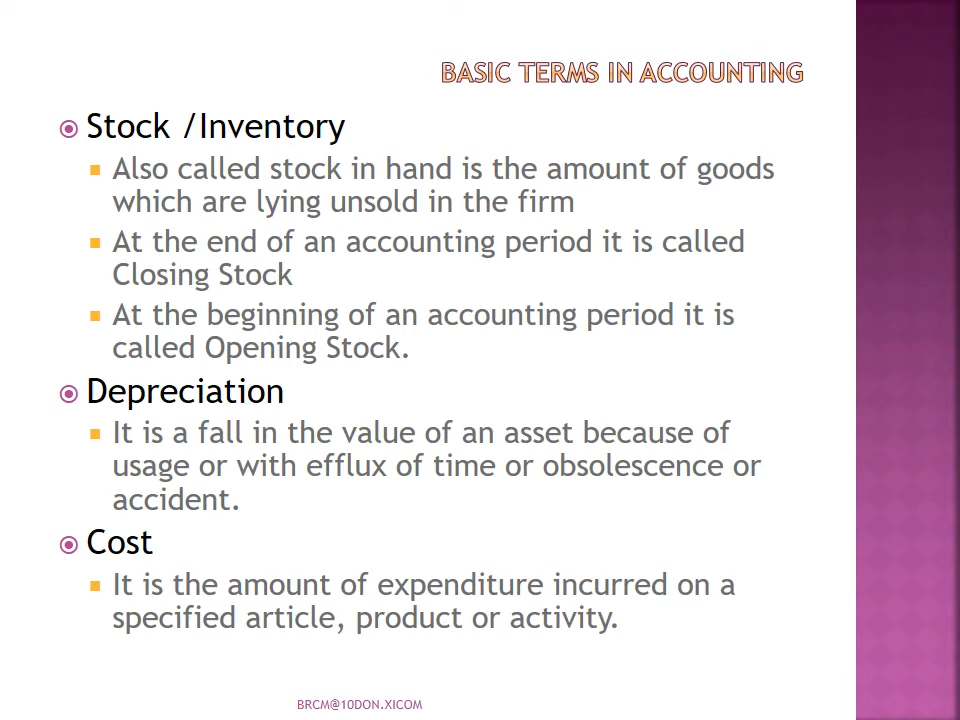 BASIC TERMS IN ACCOUNTING
Stock /Inventory
Also called stock in hand is the amount of goods
which are lying unsold in the firm
At the end of an accounting period it is called
Closing Stock
At the beginning of an accounting period it is
called Opening Stock.
Depreciation
It is a fall in the value of an asset because of
usage or with efflux of time or obsolescence or
accident.
Cost
It is the amount of expenditure incurred on a
specified article, product or activity.
BRCM@10DON.XICOM